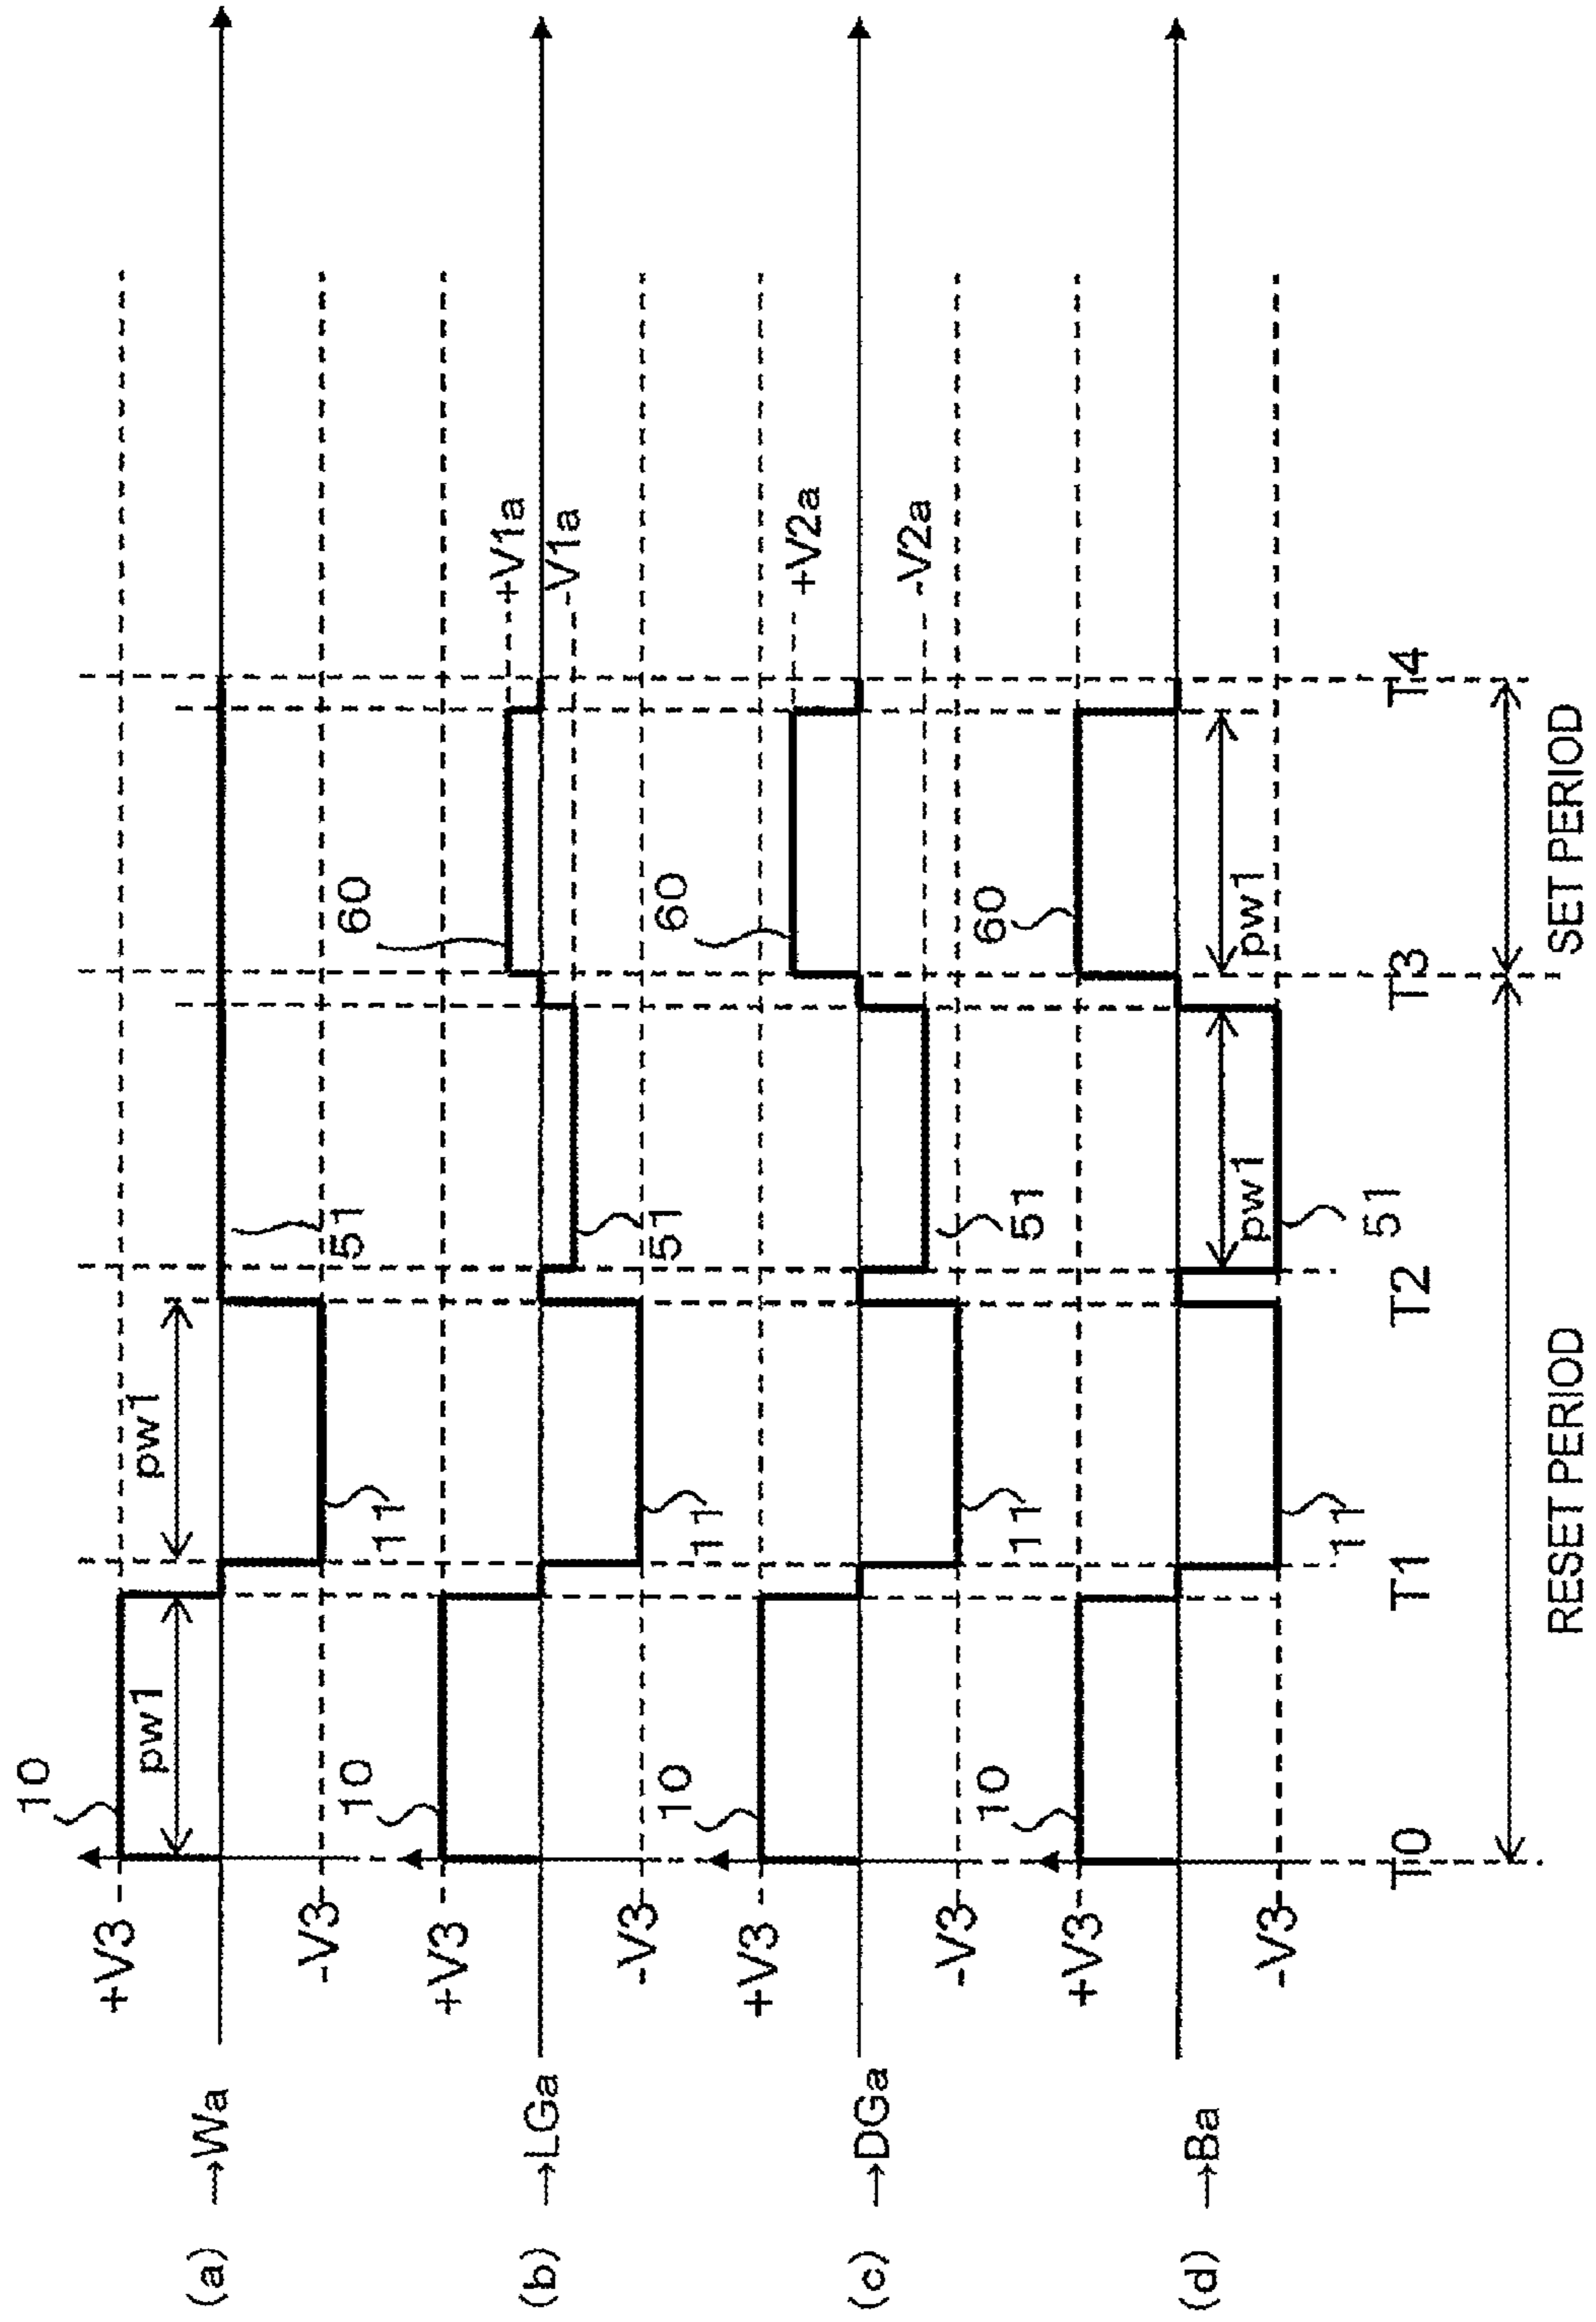 (a) →Wa
+V3
-V3
10
pw1
11
pw1
51
(b) →LGa
+V3
-V3
10
11
51
60
+V1a
-V1a
(c) →DGa
+V3
-V3
10
11
51
60
+V2a
-V2a
(d) →Ba
+V3
-V3
10
11
51
pw1
60
pw1
T0 T1 T2 T3 T4
RESET PERIOD SET PERIOD